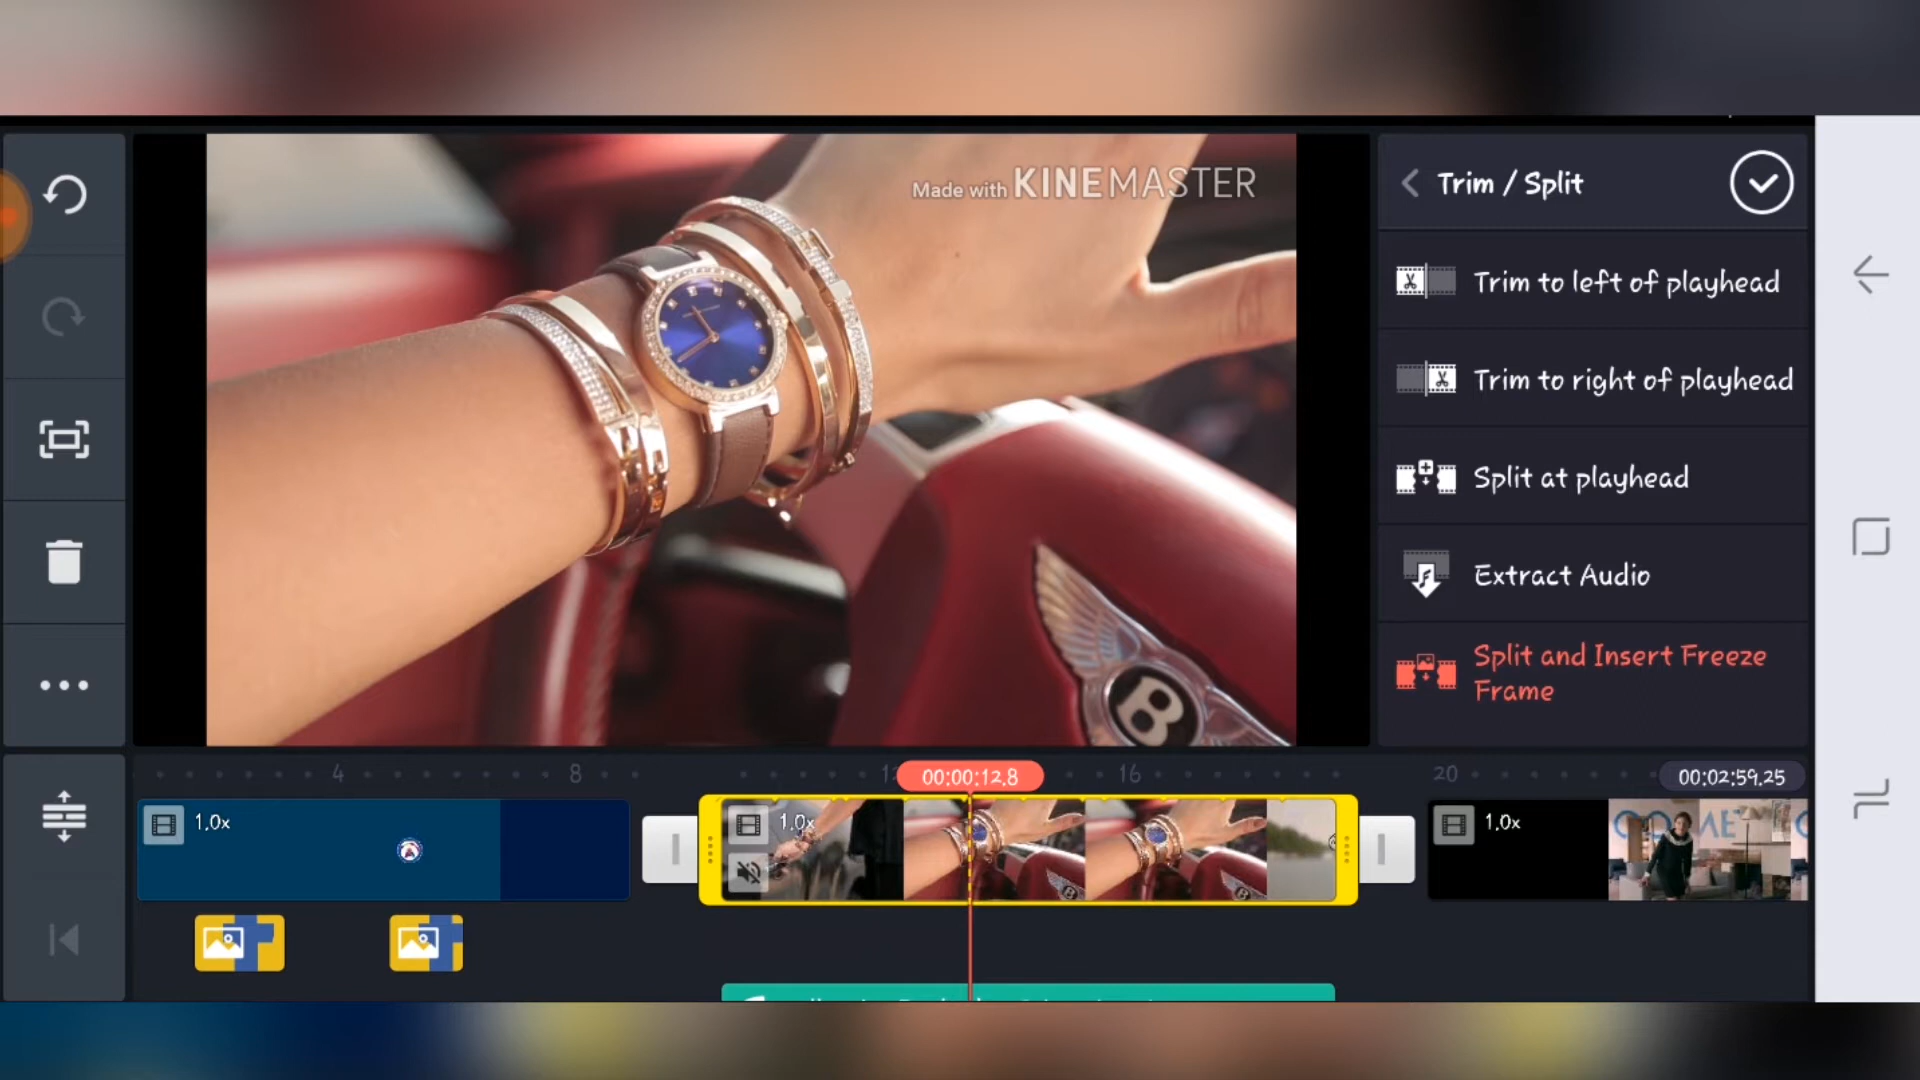 Made with KINEMASTER
Trim / Split
Trim to left of playhead
Trim to right of playhead
Split at playhead
Extract Audio
Split and Insert Freeze
Frame
B
4
8
00:00:12.8
16
20
00:02:59.25
1.0x
1.0x
1.0x